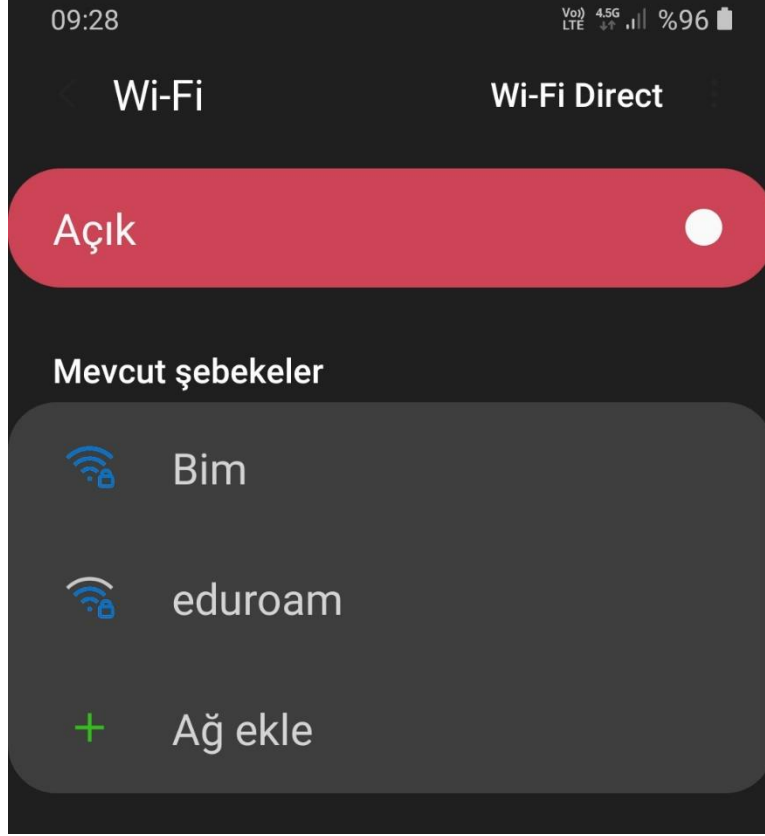 09:28 Vo)) LTE 4.5G %96
Wi-Fi Wi-Fi Direct
Açık
Mevcut şebekeler
Bim
eduroam
Ağ ekle